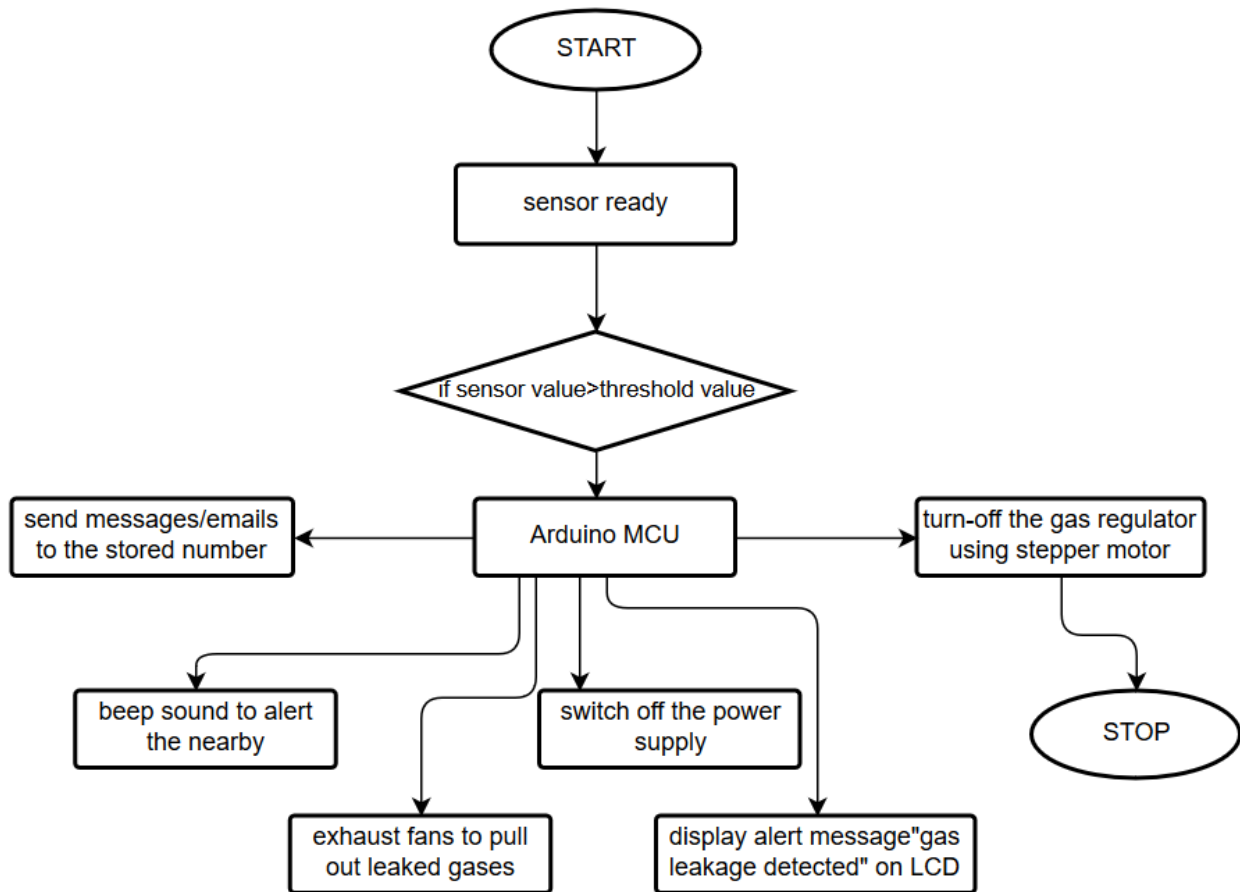 START
sensor ready
if sensor value>threshold value
send messages/emails
to the stored number
Arduino MCU
turn-off the gas regulator
using stepper motor
beep sound to alert
the nearby
switch off the power
supply
STOP
exhaust fans to pull
out leaked gases
display alert message"gas
leakage detected" on LCD